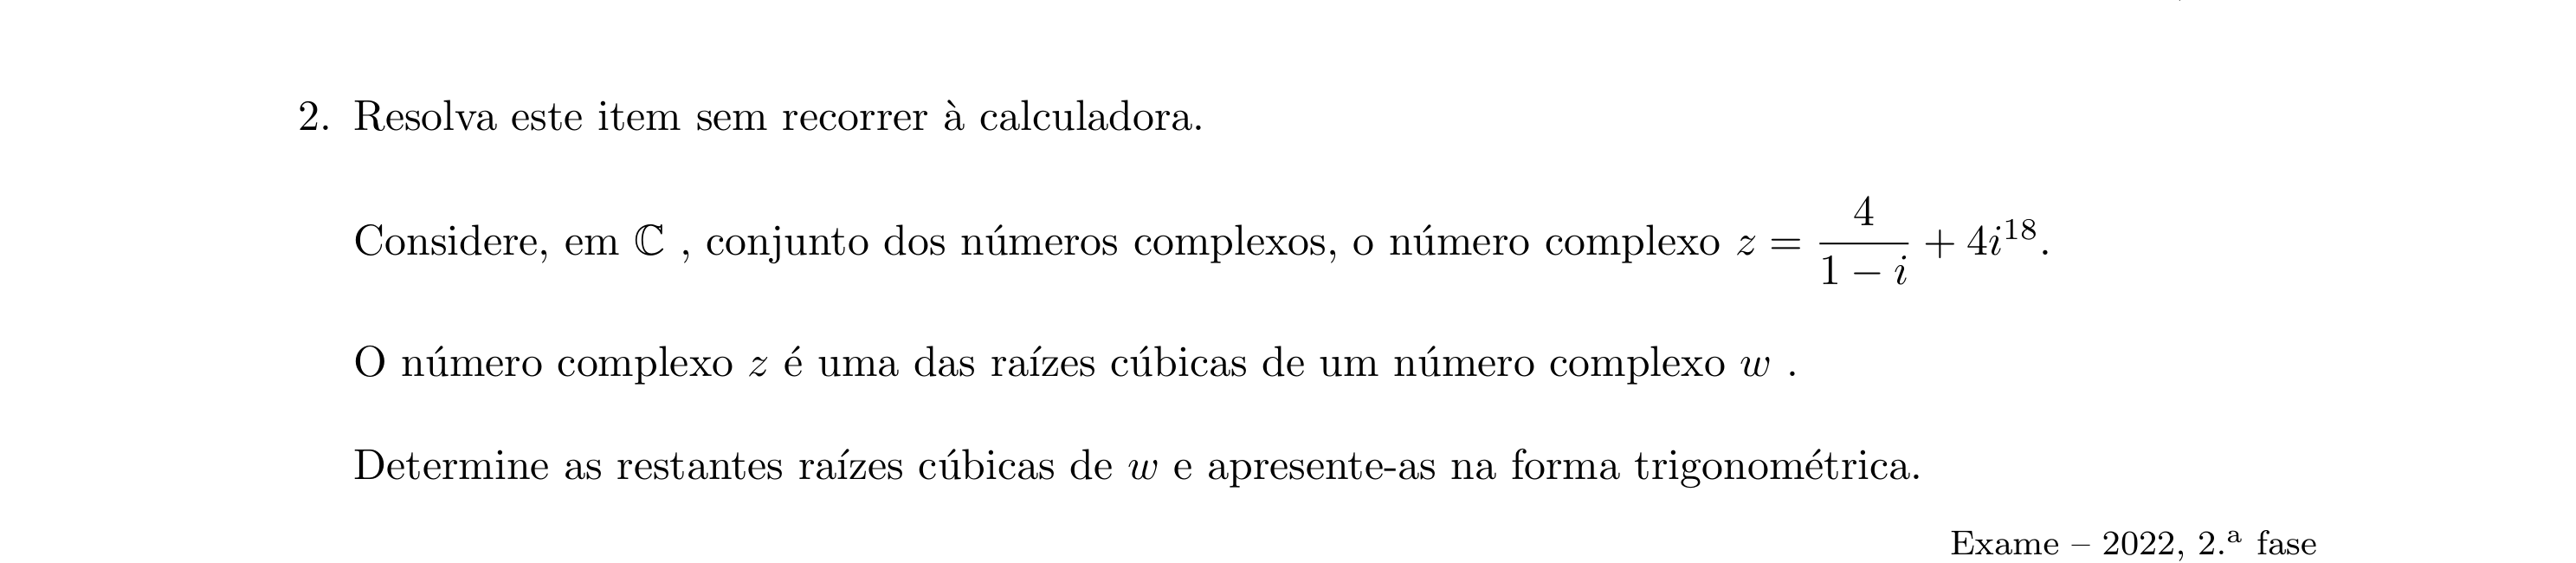 2. Resolva este item sem recorrer à calculadora.
Considere, em ℂ , conjunto dos números complexos, o número complexo $z = \frac{4}{1 - i} + 4i^{18}$.
O número complexo $z$ é uma das raízes cúbicas de um número complexo $w$ .
Determine as restantes raízes cúbicas de $w$ e apresente-as na forma trigonométrica.
Exame – 2022, 2.ª fase